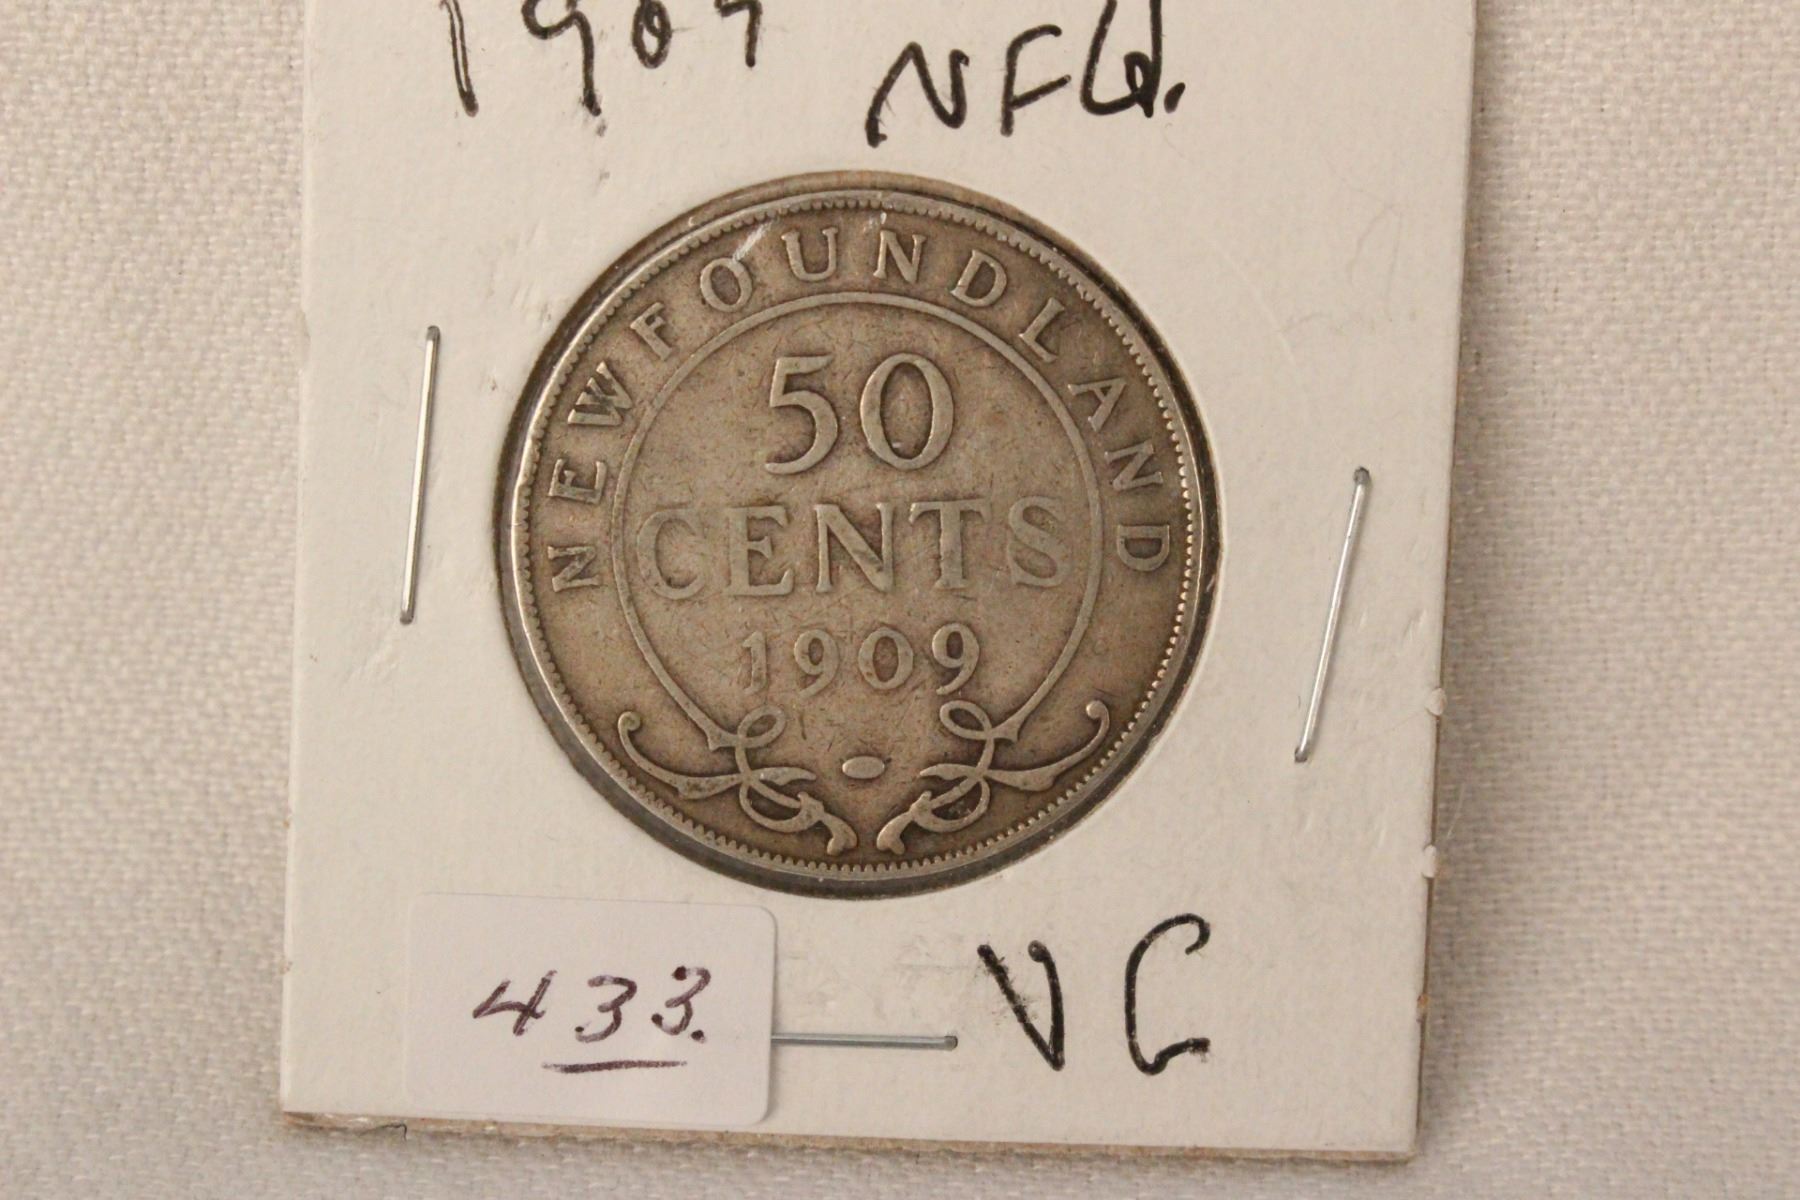 1909 NFLD.
NEWFOUNDLAND
50
CENTS
1909
433.
VG